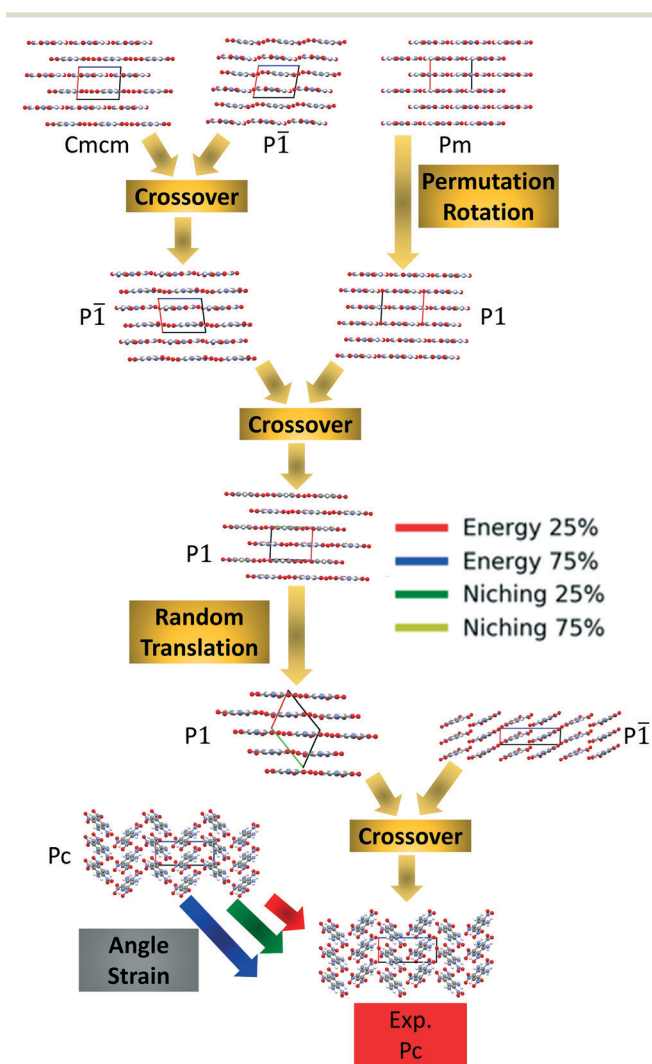 Cmcm
P1̅
Pm
Crossover
Permutation
Rotation
P1̅
P1
Crossover
P1
Energy 25%
Energy 75%
Niching 25%
Niching 75%
Random
Translation
P1
P1̅
Crossover
Pc
Angle
Strain
Exp.
Pc